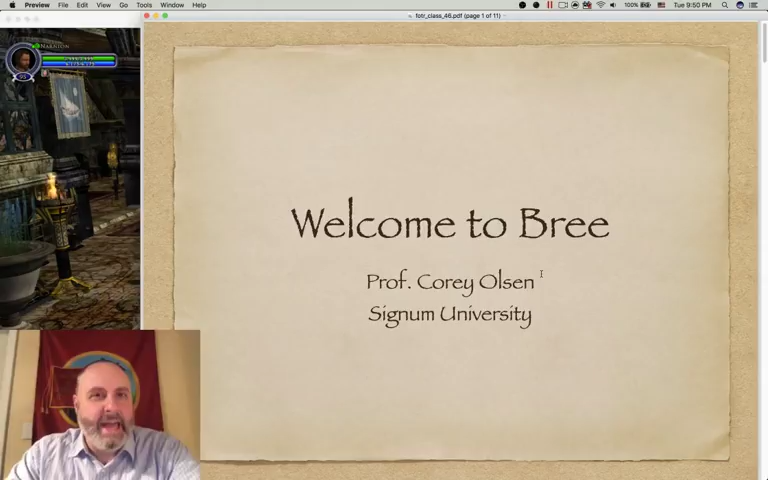 Preview File Edit View Go Tools Window Help
100%
Tue 9:50 PM
fotr_class_46.pdf (page 1 of 11)
Welcome to Bree
Prof. Corey Olsen
Signum University